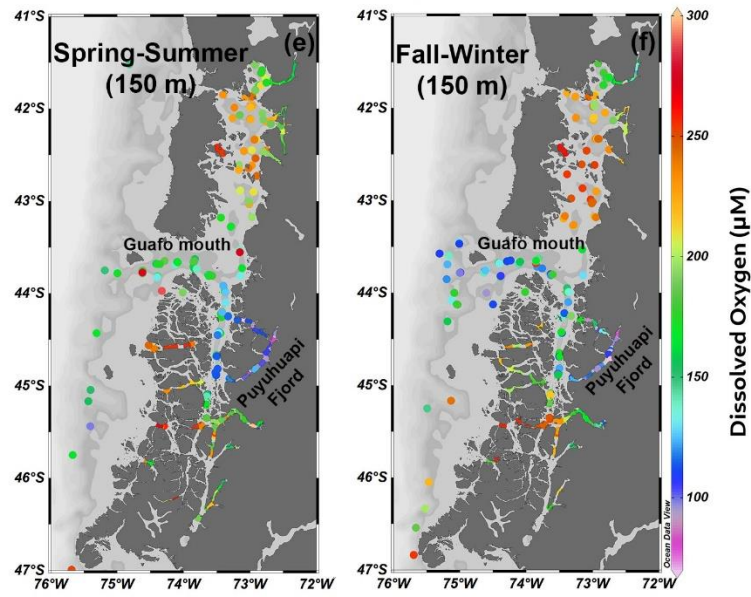 Spring-Summer
(150 m)
(e)
Guafo mouth
Puyuhuapi
Fjord
41°S
42°S
43°S
44°S
45°S
46°S
47°S
76°W
75°W
74°W
73°W
72°W
Fall-Winter
(150 m)
(f)
Guafo mouth
Puyuhuapi
Fjord
Ocean Data View
41°S
42°S
43°S
44°S
45°S
46°S
47°S
76°W
75°W
74°W
73°W
72°W
300
250
200
150
100
Dissolved Oxygen (µM)